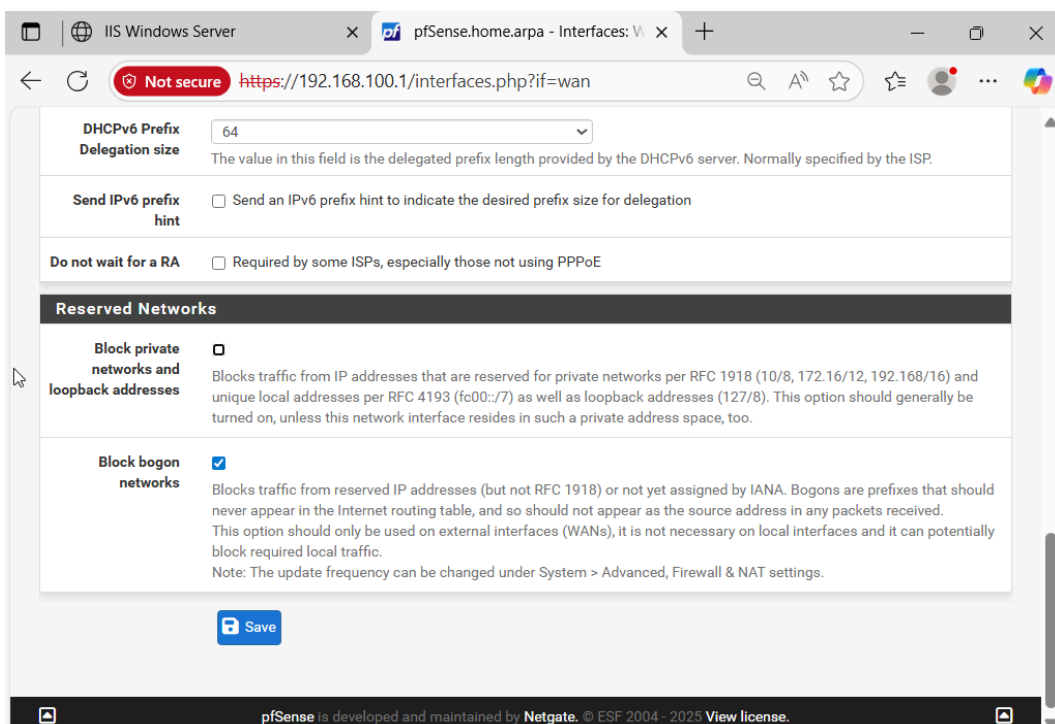 IIS Windows Server
pfSense.home.arpa - Interfaces: W
Not secure https://192.168.100.1/interfaces.php?if=wan
DHCPv6 Prefix
Delegation size
64
The value in this field is the delegated prefix length provided by the DHCPv6 server. Normally specified by the ISP.
Send IPv6 prefix
hint
Send an IPv6 prefix hint to indicate the desired prefix size for delegation
Do not wait for a RA
Required by some ISPs, especially those not using PPPoE
Reserved Networks
Block private
networks and
loopback addresses
Blocks traffic from IP addresses that are reserved for private networks per RFC 1918 (10/8, 172.16/12, 192.168/16) and
unique local addresses per RFC 4193 (fc00::/7) as well as loopback addresses (127/8). This option should generally be
turned on, unless this network interface resides in such a private address space, too.
Block bogon
networks
Blocks traffic from reserved IP addresses (but not RFC 1918) or not yet assigned by IANA. Bogons are prefixes that should
never appear in the Internet routing table, and so should not appear as the source address in any packets received.
This option should only be used on external interfaces (WANs), it is not necessary on local interfaces and it can potentially
block required local traffic.
Note: The update frequency can be changed under System > Advanced, Firewall & NAT settings.
Save
pfSense is developed and maintained by Netgate. © ESF 2004 - 2025 View license.